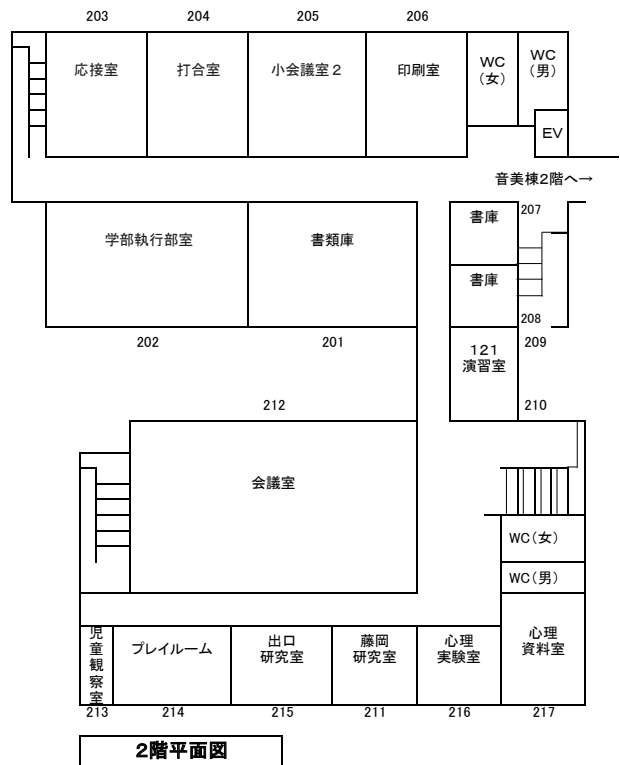 203 204 205 206
応接室 打合室 小会議室2 印刷室 WC WC
(女) (男)
EV
音美棟2階へ→
207
書庫
学部執行部室 書類庫
書庫
208
202 201 121 209
演習室
212 210
会議室
WC(女)
WC(男)
児童観察室 プレイルーム 出口 藤岡 心理 心理
研究室 研究室 実験室 資料室
213 214 215 211 216 217
2階平面図